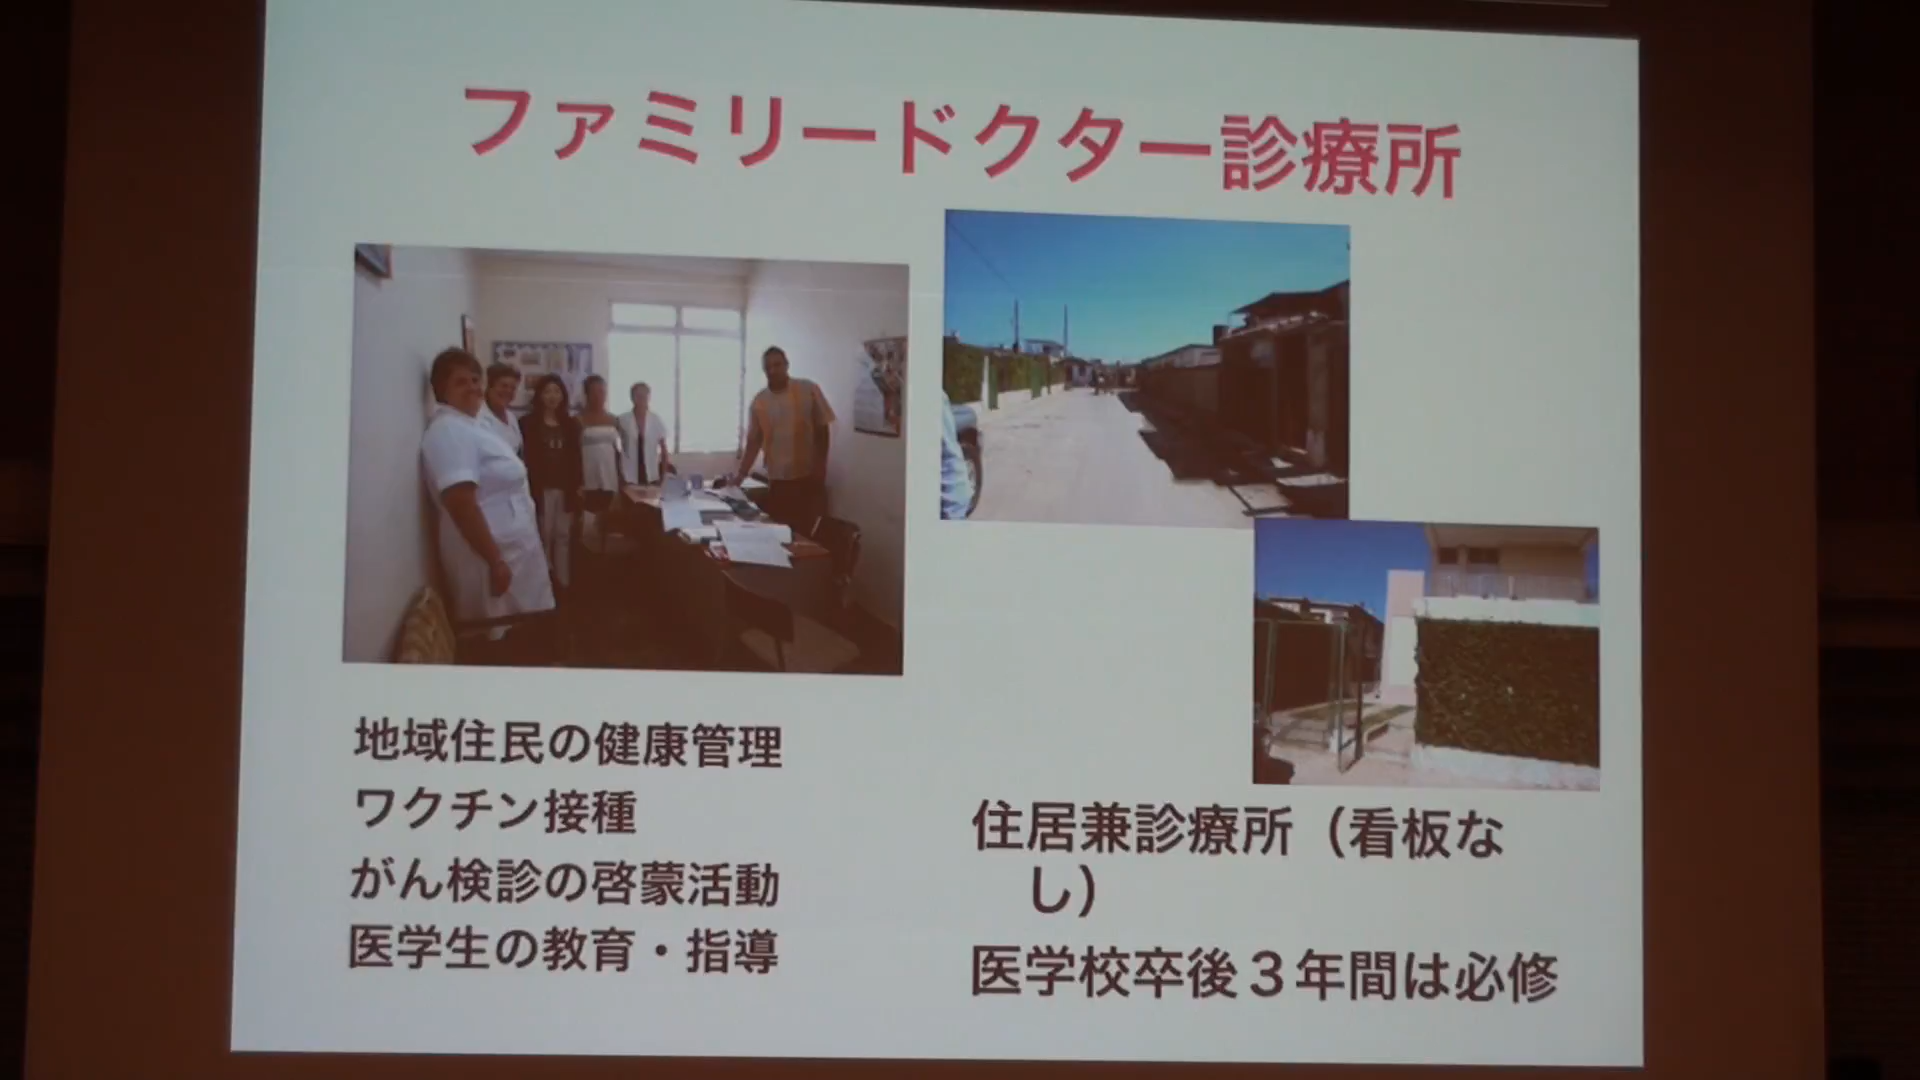 ファミリードクター診療所
地域住民の健康管理
ワクチン接種
がん検診の啓蒙活動
医学生の教育・指導
住居兼診療所（看板な
し）
医学校卒後３年間は必修